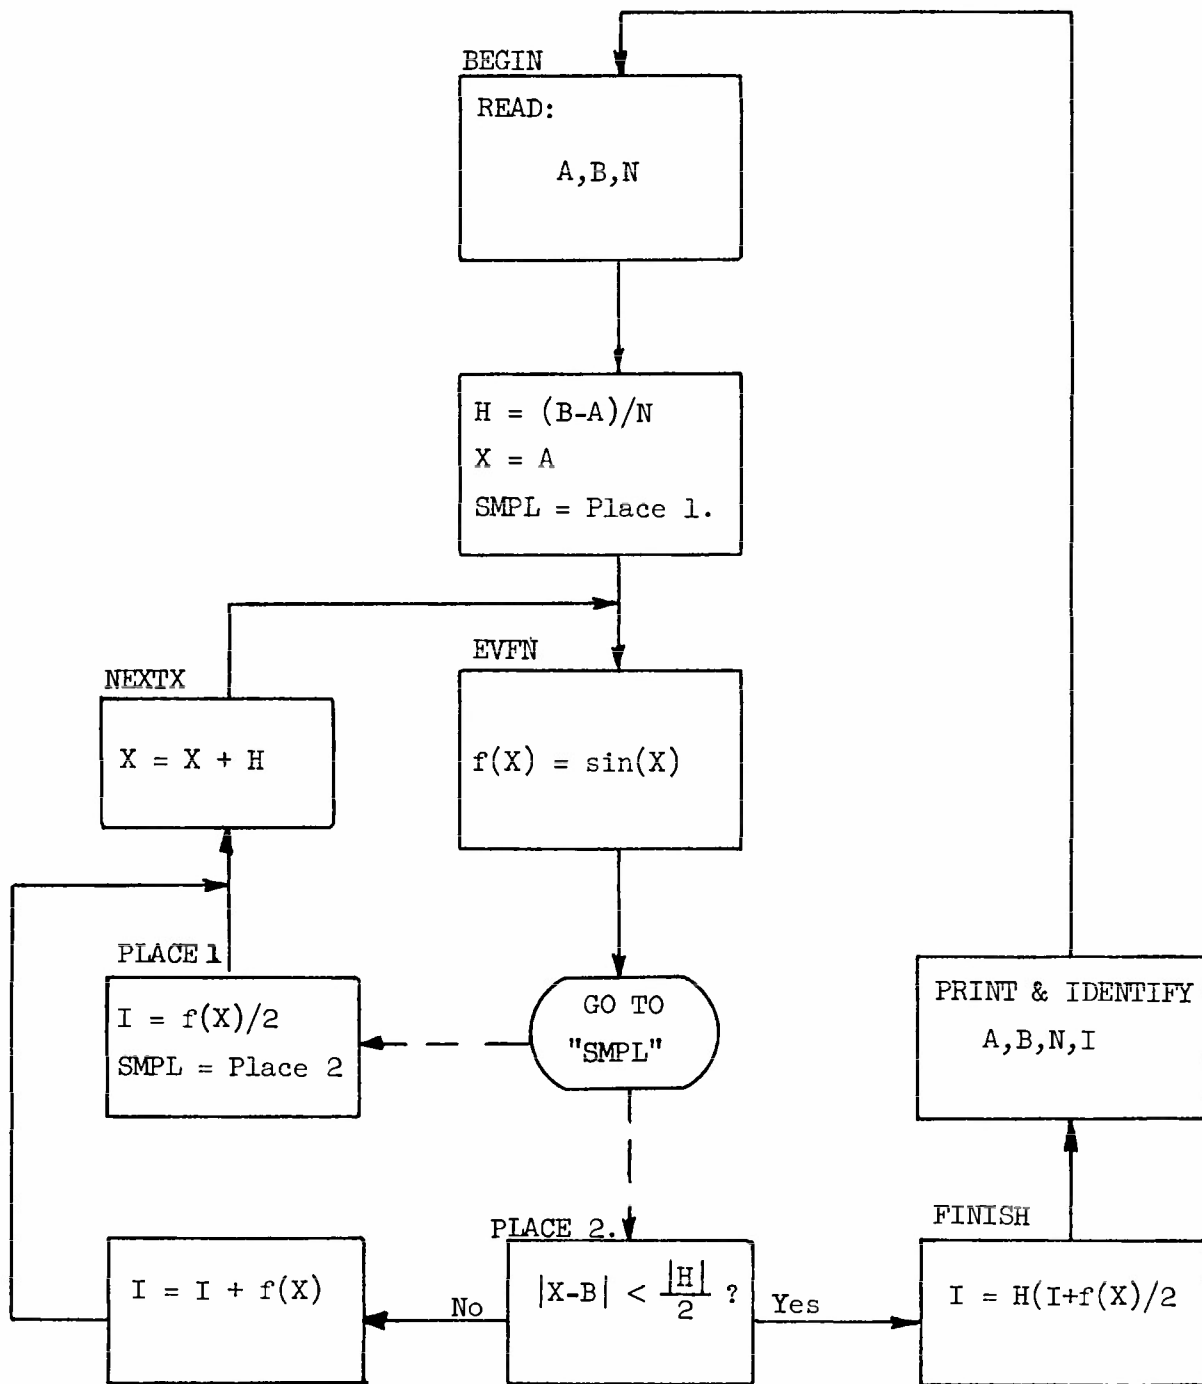 BEGIN
READ:
A,B,N
H = (B-A)/N
X = A
SMPL = Place 1.
EVFN
f(X) = sin(X)
NEXTX
X = X + H
PLACE 1
I = f(X)/2
SMPL = Place 2
GO TO
"SMPL"
PRINT & IDENTIFY
A,B,N,I
PLACE 2.
|X-B| < |H|/2 ?
No
Yes
I = I + f(X)
FINISH
I = H(I+f(X)/2